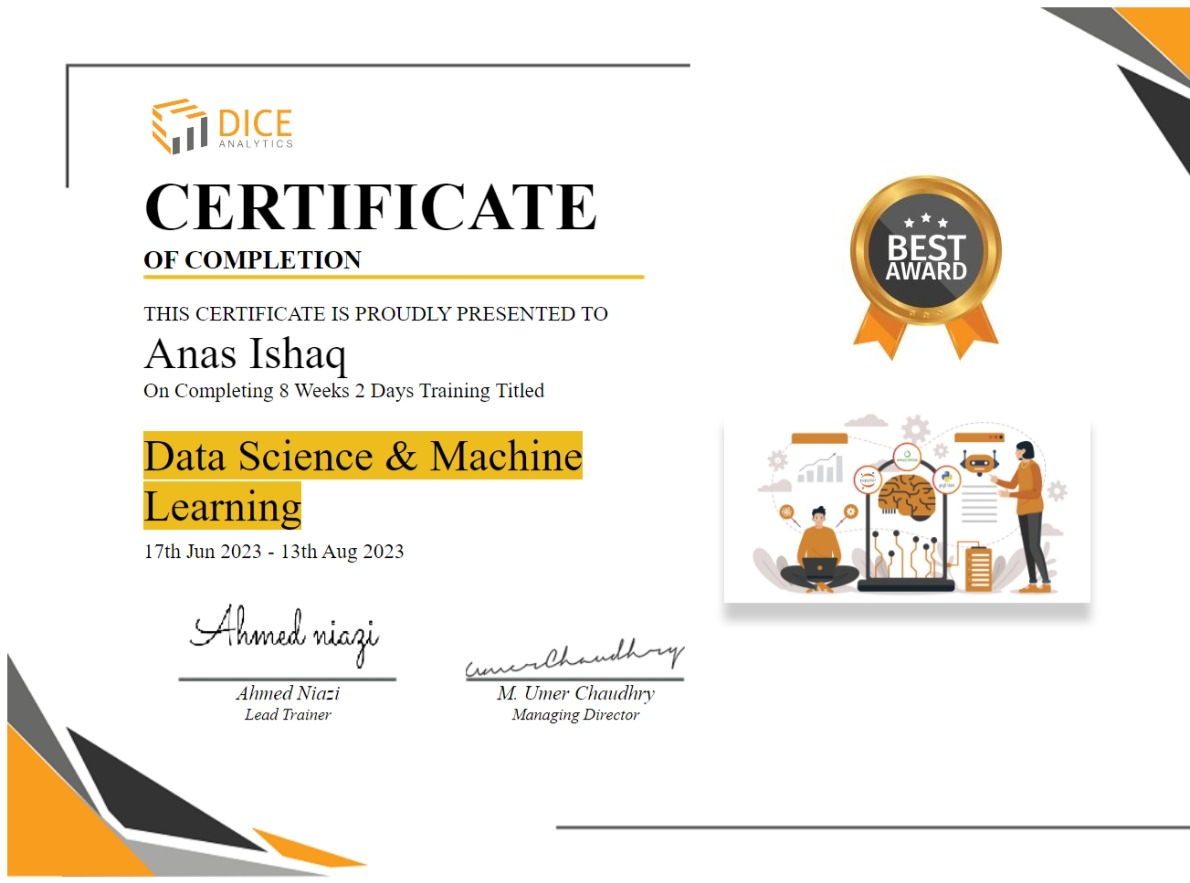 DICE
ANALYTICS
CERTIFICATE
OF COMPLETION
THIS CERTIFICATE IS PROUDLY PRESENTED TO
Anas Ishaq
On Completing 8 Weeks 2 Days Training Titled
Data Science & Machine
Learning
17th Jun 2023 - 13th Aug 2023
Ahmed niazi
Ahmed Niazi
Lead Trainer
umerChaudhry
M. Umer Chaudhry
Managing Director
BEST
AWARD